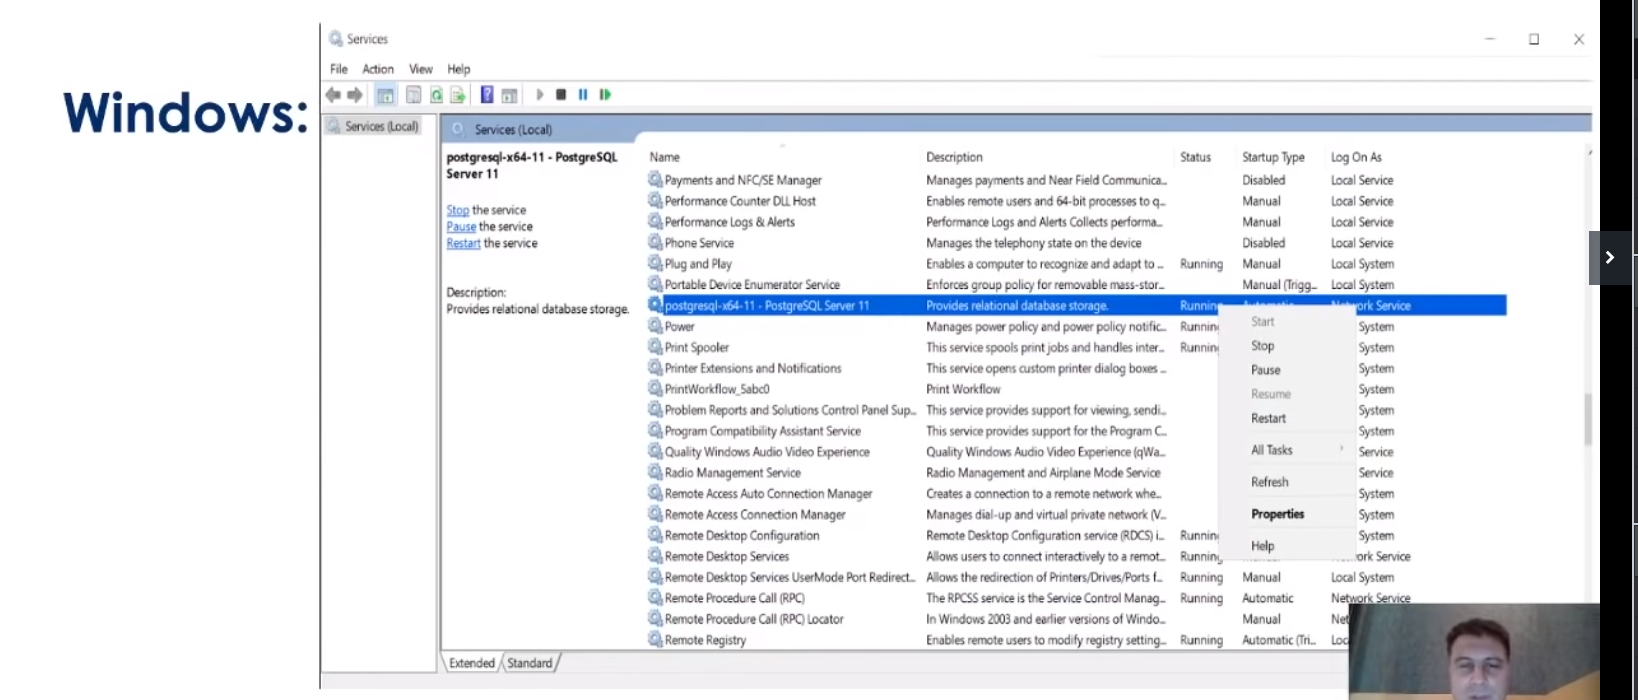 Windows:
Services
File Action View Help
Services (Local)
Services (Local)
postgresql-x64-11 - PostgreSQL
Server 11
Stop the service
Pause the service
Restart the service
Description:
Provides relational database storage.
Name Description Status Startup Type Log On As
Payments and NFC/SE Manager Manages payments and Near Field Communica... Disabled Local Service
Performance Counter DLL Host Enables remote users and 64-bit processes to q... Manual Local Service
Performance Logs & Alerts Performance Logs and Alerts Collects performa... Manual Local Service
Phone Service Manages the telephony state on the device Disabled Local Service
Plug and Play Enables a computer to recognize and adapt to ... Running Manual Local System
Portable Device Enumerator Service Enforces group policy for removable mass-stor... Manual (Trigg... Local System
postgresql-x64-11 - PostgreSQL Server 11 Provides relational database storage. Running Automatic Network Service
Power Manages power policy and power policy notific... Running System
Print Spooler This service spools print jobs and handles inter... Running System
Printer Extensions and Notifications This service opens custom printer dialog boxes ... System
PrintWorkflow_5abc0 Print Workflow System
Problem Reports and Solutions Control Panel Sup... This service provides support for viewing, sendi... System
Program Compatibility Assistant Service This service provides support for the Program C... System
Quality Windows Audio Video Experience Quality Windows Audio Video Experience (qWa... Service
Radio Management Service Radio Management and Airplane Mode Service Service
Remote Access Auto Connection Manager Creates a connection to a remote network whe... System
Remote Access Connection Manager Manages dial-up and virtual private network (V... System
Remote Desktop Configuration Remote Desktop Configuration service (RDCS) i... Running System
Remote Desktop Services Allows users to connect interactively to a remot... Running ork Service
Remote Desktop Services UserMode Port Redirect... Allows the redirection of Printers/Drives/Ports f... Running Manual Local System
Remote Procedure Call (RPC) The RPCSS service is the Service Control Manag... Running Automatic Network Service
Remote Procedure Call (RPC) Locator In Windows 2003 and earlier versions of Windo... Manual Net
Remote Registry Enables remote users to modify registry setting... Running Automatic (Tri... Loc
Start
Stop
Pause
Resume
Restart
All Tasks
Refresh
Properties
Help
Extended Standard